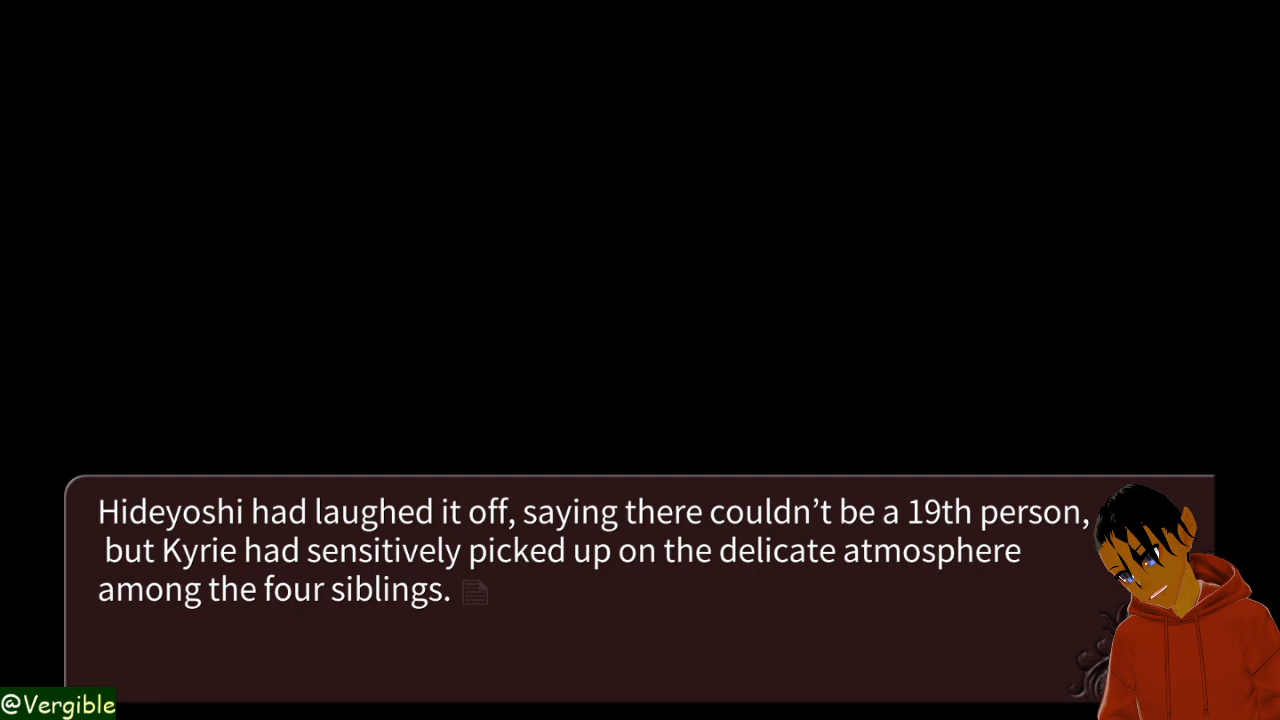 Hideyoshi had laughed it off, saying there couldn’t be a 19th person,
but Kyrie had sensitively picked up on the delicate atmosphere
among the four siblings.
@Vergible